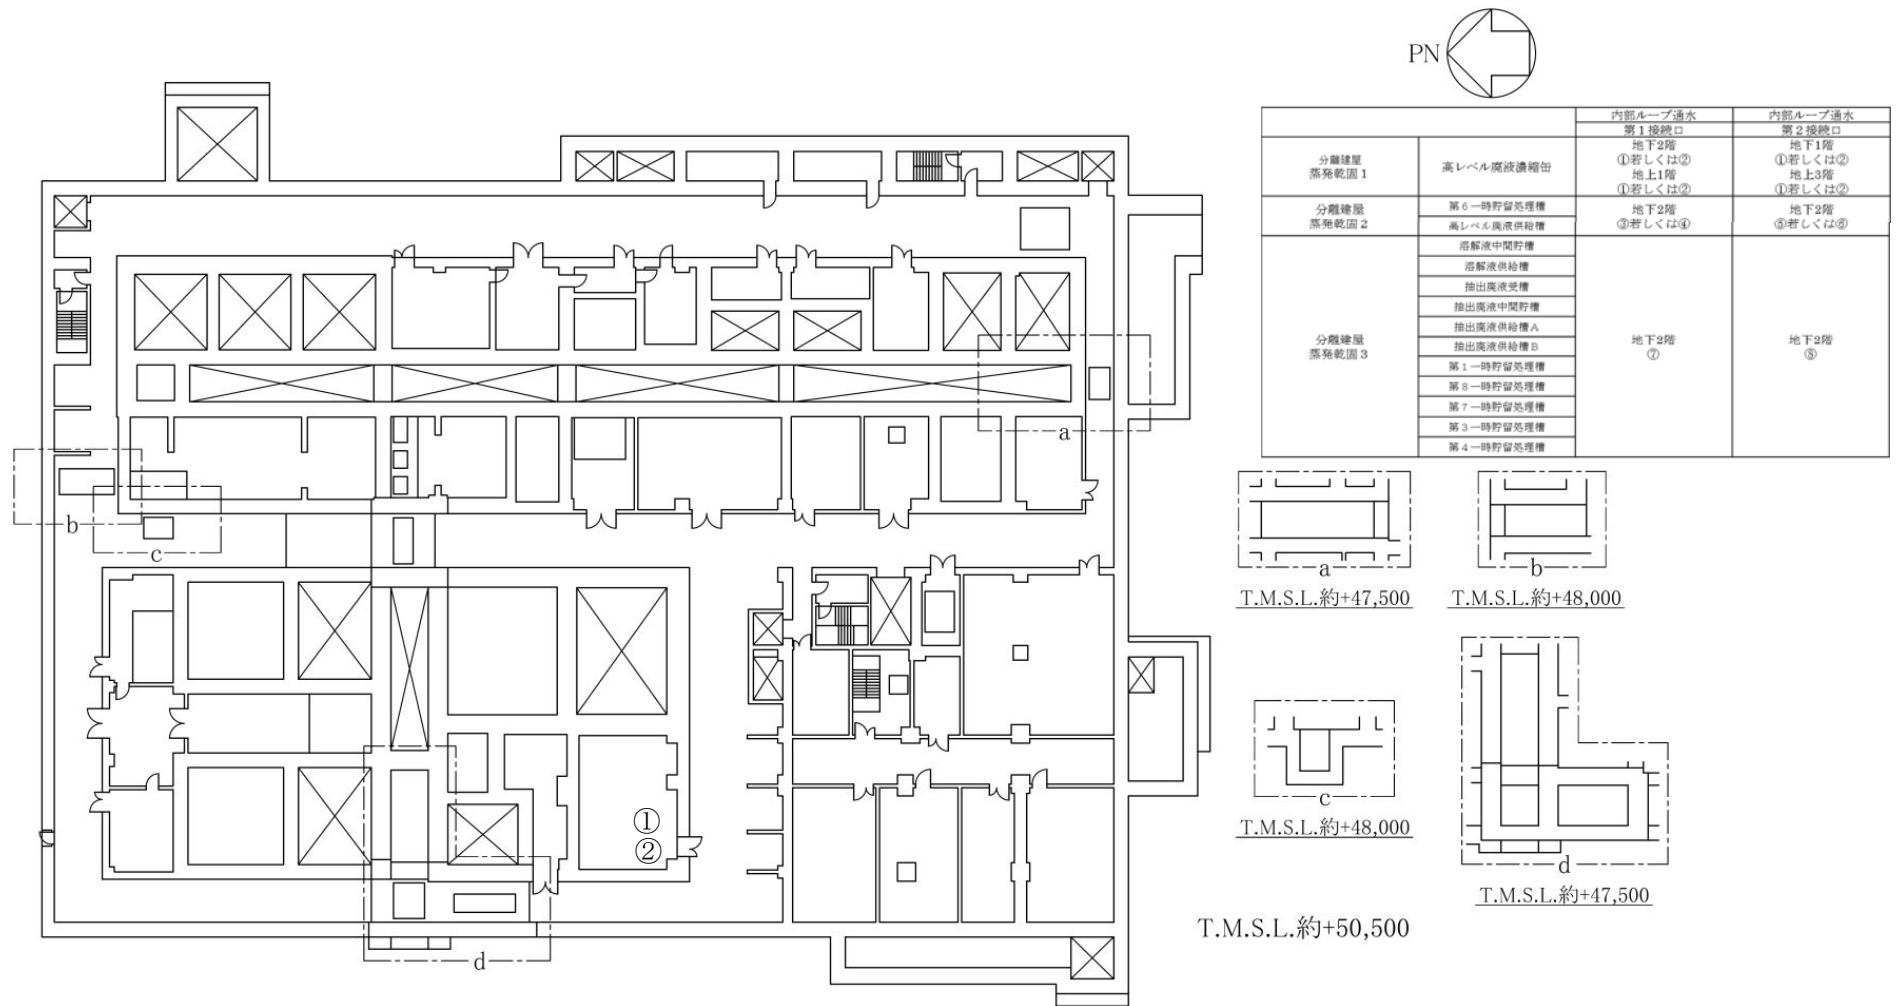 PN
内部ループ通水
内部ループ通水
第1接続口
第2接続口
分離建屋
蒸発乾固1
高レベル廃液濃縮缶
地下2階
①若しくは②
地上1階
①若しくは②
地下1階
①若しくは②
地上3階
①若しくは②
分離建屋
蒸発乾固2
第6一時貯留処理槽
高レベル廃液供給槽
地下2階
③若しくは④
地下2階
⑤若しくは⑥
分離建屋
蒸発乾固3
溶解液中間貯槽
溶解液供給槽
抽出廃液受槽
抽出廃液中間貯槽
抽出廃液供給槽A
抽出廃液供給槽B
第1一時貯留処理槽
第8一時貯留処理槽
第7一時貯留処理槽
第3一時貯留処理槽
第4一時貯留処理槽
地下2階
⑦
地下2階
⑧
a
b
c
d
①
②
a
T.M.S.L.約+47,500
b
T.M.S.L.約+48,000
c
T.M.S.L.約+48,000
d
T.M.S.L.約+47,500
T.M.S.L.約+50,500